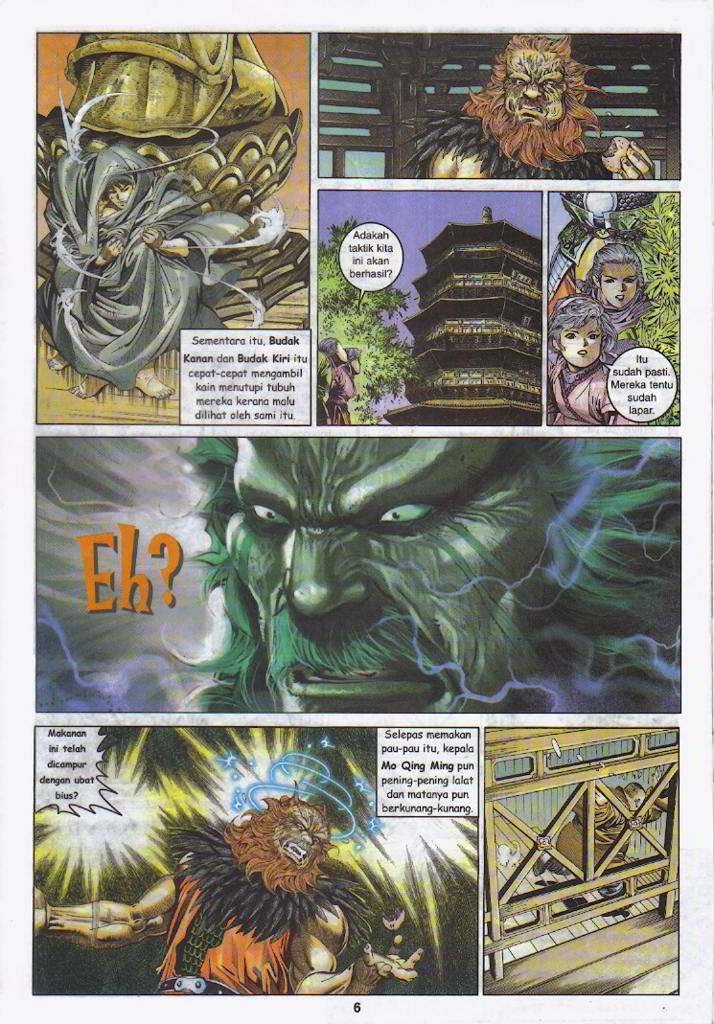 Sementara itu, Budak
Kanan dan Budak Kiri itu
cepat-cepat mengambil
kain menutupi tubuh
mereka kerana malu
dilihat oleh sami itu.
Adakah
taktik kita
ini akan
berhasil?
Itu
sudah pasti.
Mereka tentu
sudah
lapar.
Eh?
Makanan
ini telah
dicampur
dengan ubat
bius?
Selepas memakan
pau-pau itu, kepala
Mo Qing Ming pun
pening-pening lalat
dan matanya pun
berkunang-kunang.
6